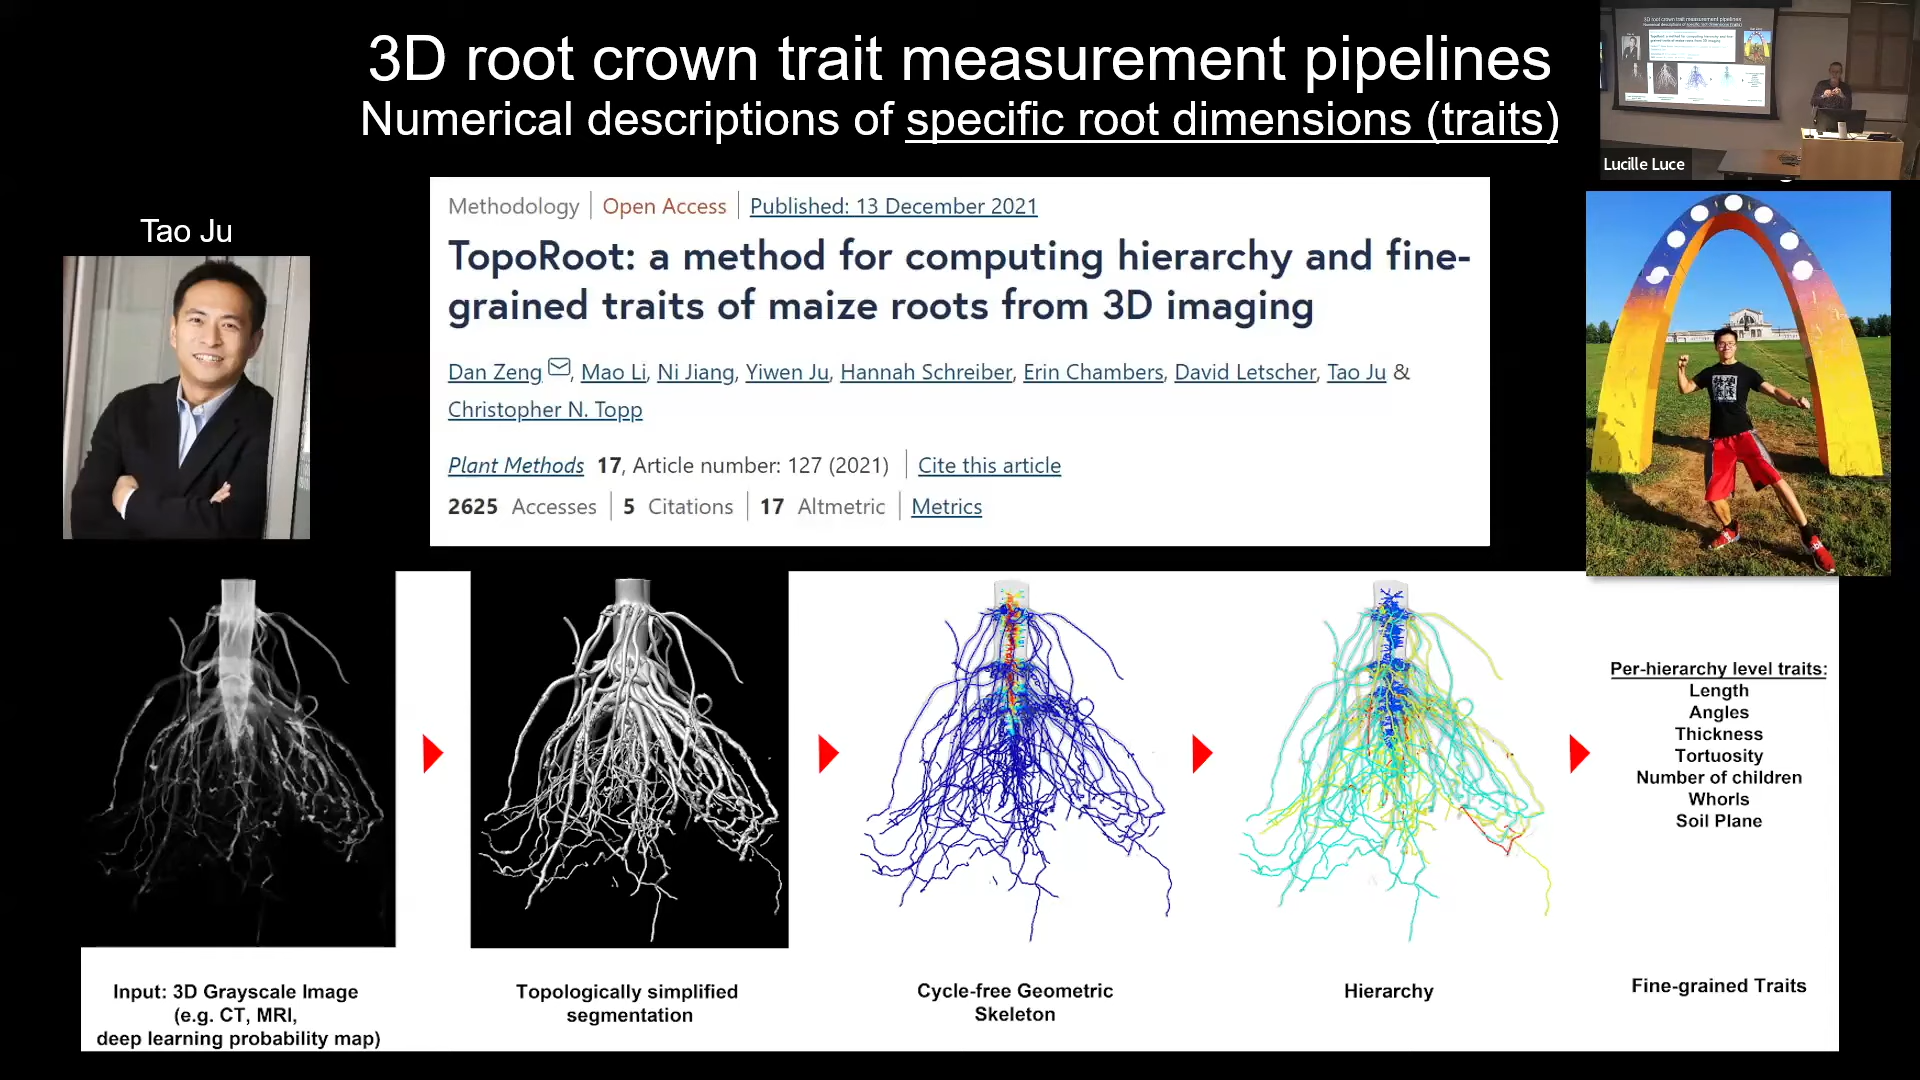 3D root crown trait measurement pipelines
Numerical descriptions of specific root dimensions (traits)
Lucille Luce
Tao Ju
Methodology | Open Access | Published: 13 December 2021
TopoRoot: a method for computing hierarchy and fine-
grained traits of maize roots from 3D imaging
Dan Zeng, Mao Li, Ni Jiang, Yiwen Ju, Hannah Schreiber, Erin Chambers, David Letscher, Tao Ju &
Christopher N. Topp
Plant Methods 17, Article number: 127 (2021) | Cite this article
2625 Accesses | 5 Citations | 17 Altmetric | Metrics
Per-hierarchy level traits:
Length
Angles
Thickness
Tortuosity
Number of children
Whorls
Soil Plane
Input: 3D Grayscale Image
(e.g. CT, MRI,
deep learning probability map)
Topologically simplified
segmentation
Cycle-free Geometric
Skeleton
Hierarchy
Fine-grained Traits